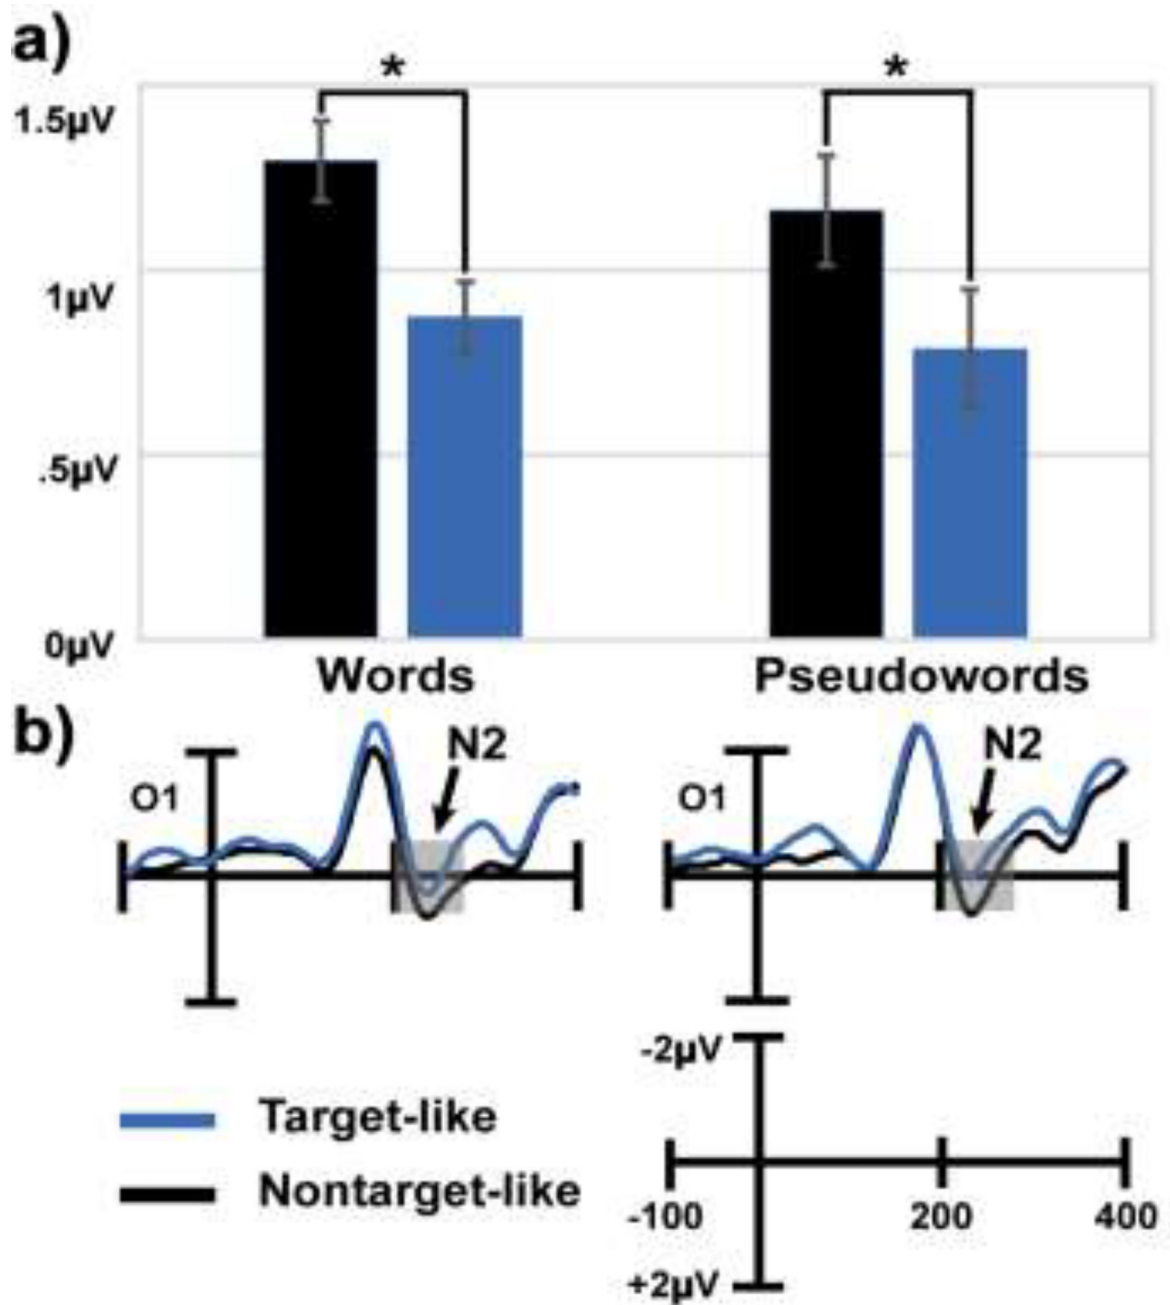 a)
*
*
1.5µV
1µV
.5µV
0µV
Words
Pseudowords
b)
N2
N2
O1
O1
-2µV
Target-like
Nontarget-like
-100
200
400
+2µV